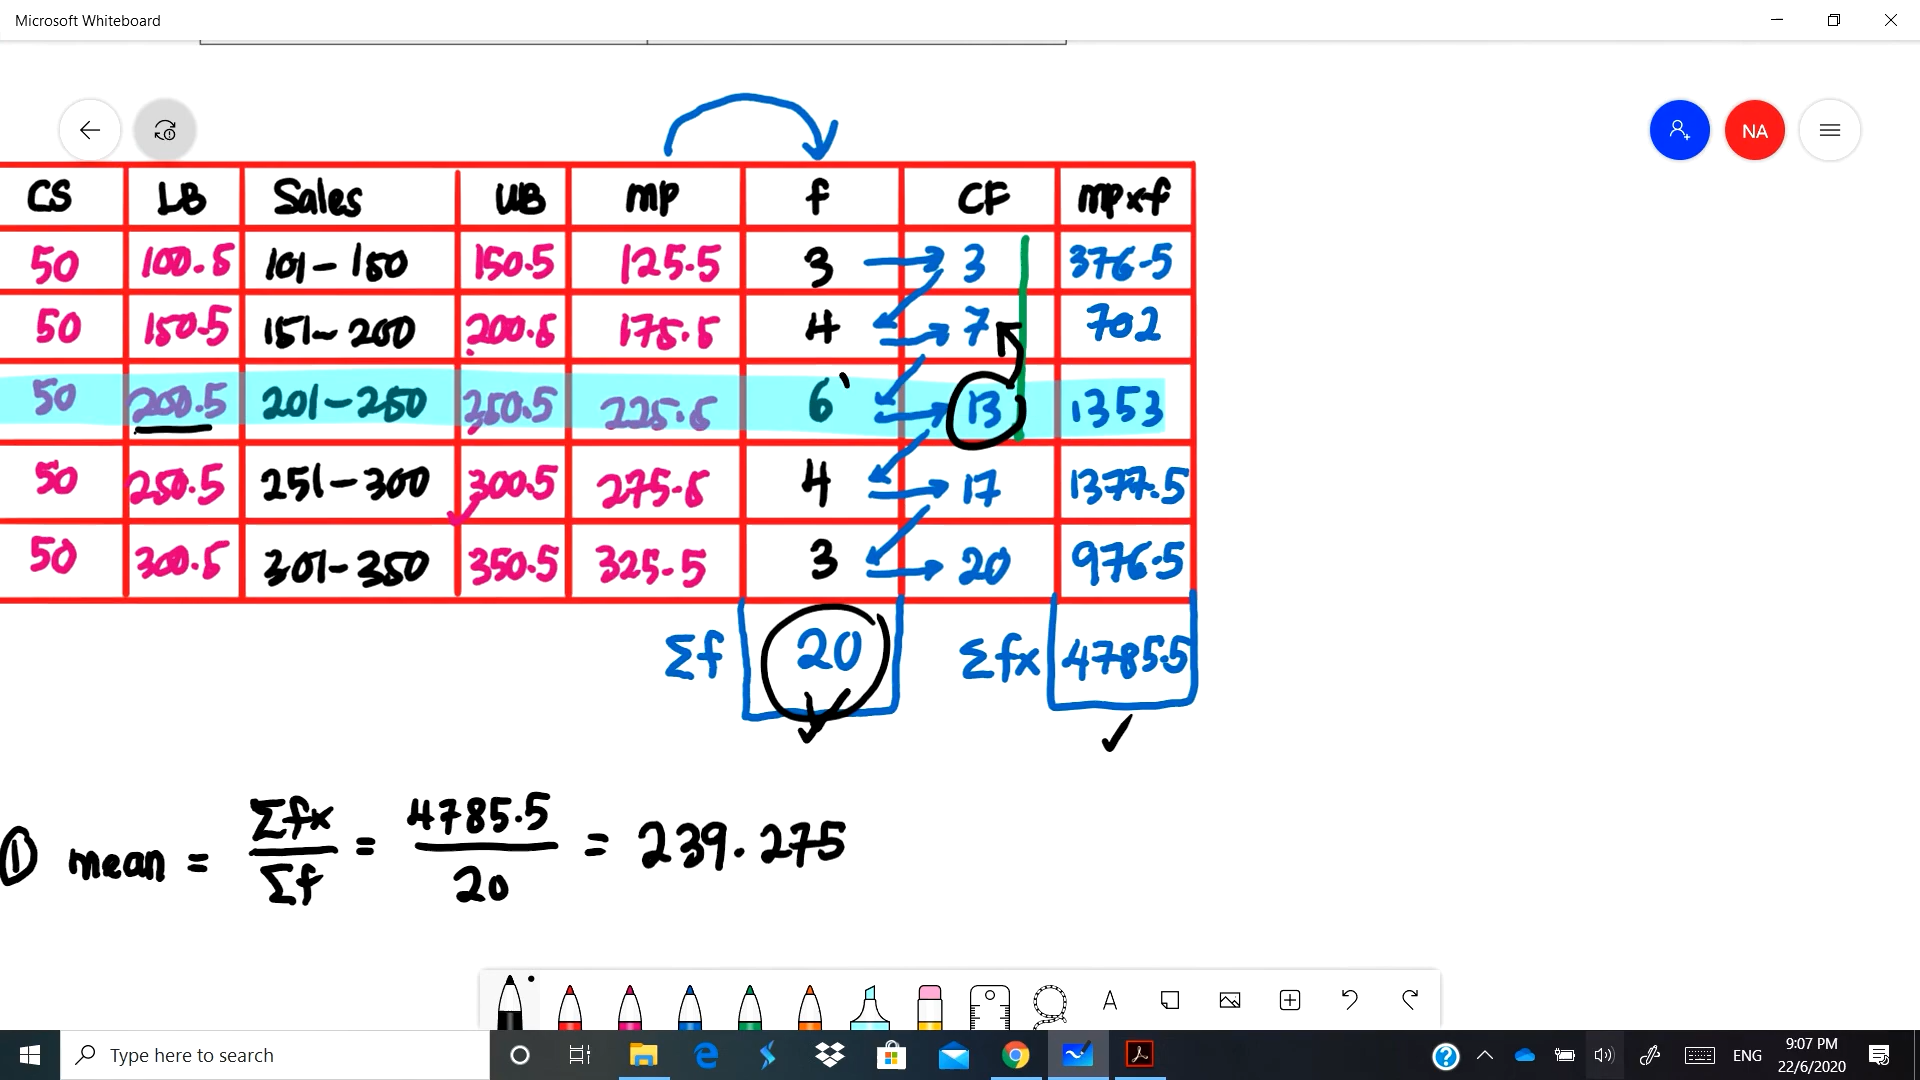 Microsoft Whiteboard
NA
CS LB Sales UB MP f CF mpxf
50 100.5 101-150 150.5 125.5 3 3 376.5
50 150.5 151-200 200.5 175.5 4 7 702
50 200.5 201-250 250.5 225.5 6 13 1353
50 250.5 251-300 300.5 275.5 4 17 1377.5
50 300.5 301-350 350.5 325.5 3 20 976.5
Σf 20 Σfx 4785.5
① mean = Σfx/Σf = 4785.5/20 = 239.275
A
Type here to search
ENG
9:07 PM
22/6/2020